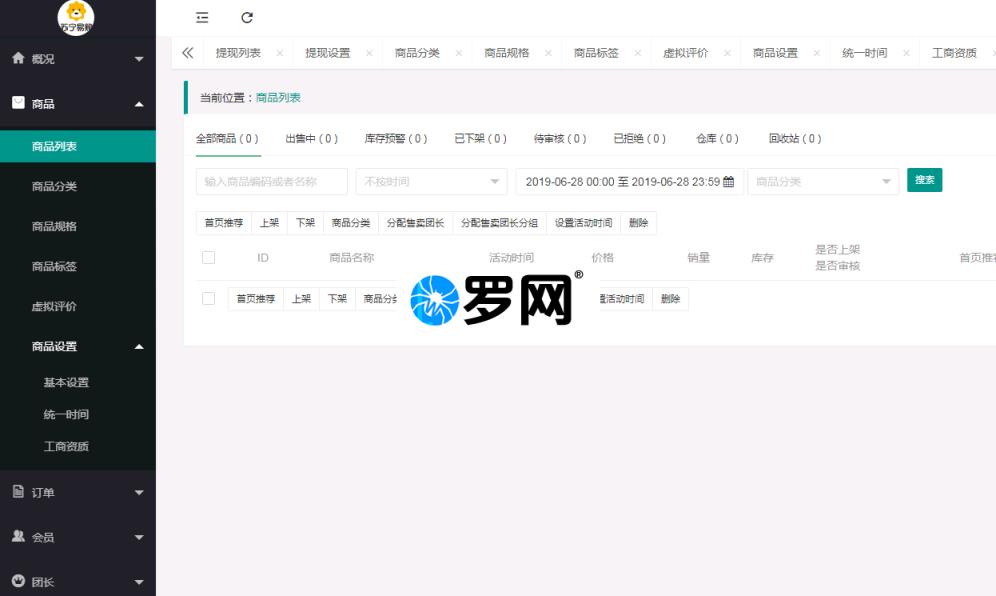 苏宁易购
概况
商品
商品列表
商品分类
商品规格
商品标签
虚拟评价
商品设置
基本设置
统一时间
工商资质
订单
会员
团长
提现列表 提现设置 商品分类 商品规格 商品标签 虚拟评价 商品设置 统一时间 工商资质
当前位置：商品列表
全部商品（0） 出售中（0） 库存预警（0） 已下架（0） 待审核（0） 已拒绝（0） 仓库（0） 回收站（0）
输入商品编码或者名称 不按时间 2019-06-28 00:00 至 2019-06-28 23:59 商品分类 搜索
首页推荐 上架 下架 商品分类 分配售卖团长 分配售卖团长分组 设置活动时间 删除
ID 商品名称 活动时间 价格 销量 库存 是否上架 首页推荐
是否审核
首页推荐 上架 下架 商品分 置活动时间 删除
罗网®